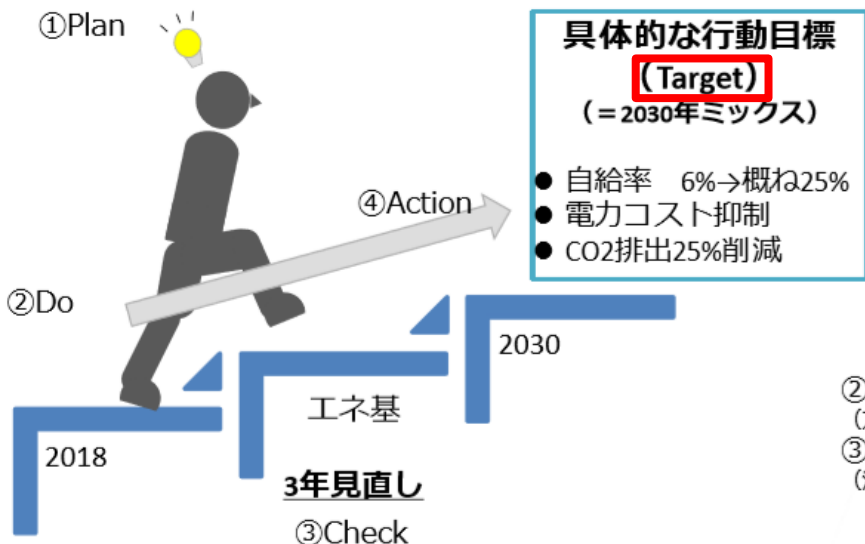 ①Plan
具体的な行動目標
（Target）
（＝2030年ミックス）
● 自給率　6%→概ね25%
● 電力コスト抑制
● CO2排出25%削減
④Action
②Do
2030
エネ基
2018
3年見直し
③Check
②
③